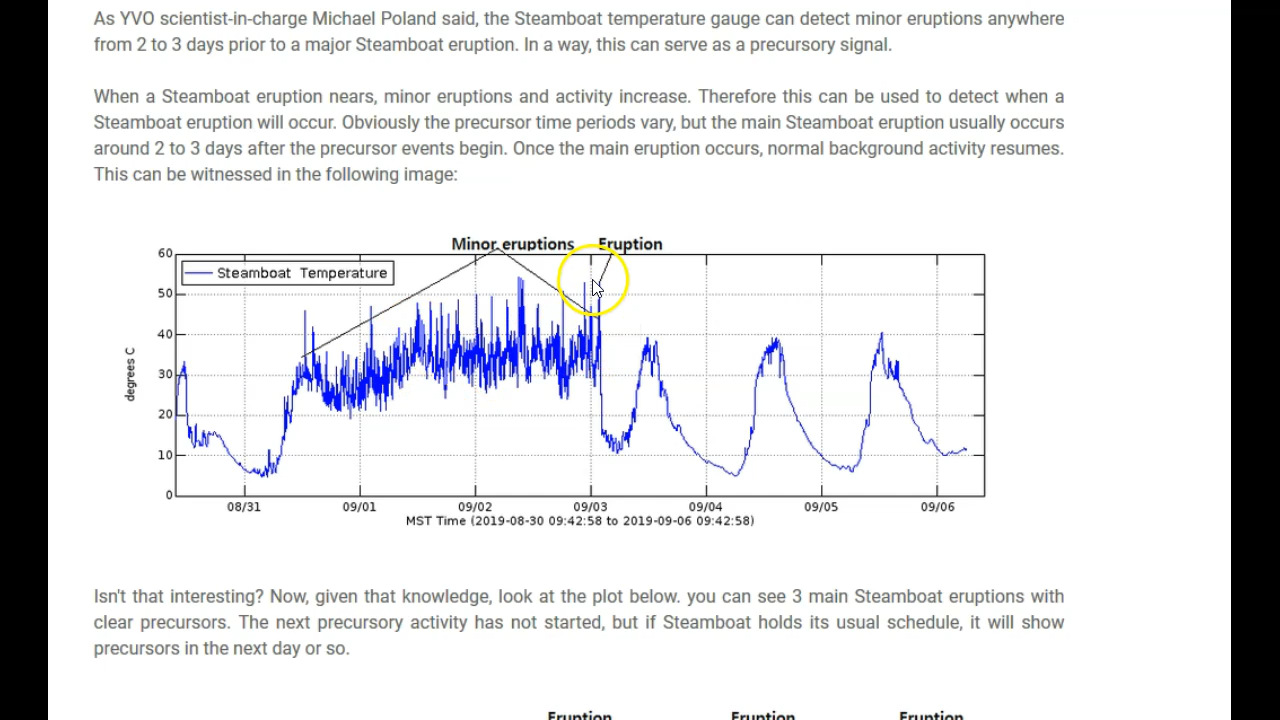 As YVO scientist-in-charge Michael Poland said, the Steamboat temperature gauge can detect minor eruptions anywhere
from 2 to 3 days prior to a major Steamboat eruption. In a way, this can serve as a precursory signal.
When a Steamboat eruption nears, minor eruptions and activity increase. Therefore this can be used to detect when a
Steamboat eruption will occur. Obviously the precursor time periods vary, but the main Steamboat eruption usually occurs
around 2 to 3 days after the precursor events begin. Once the main eruption occurs, normal background activity resumes.
This can be witnessed in the following image:
Minor eruptions Eruption
Steamboat Temperature
60
50
40
30
20
10
0
degrees C
08/31 09/01 09/02 09/03 09/04 09/05 09/06
MST Time (2019-08-30 09:42:58 to 2019-09-06 09:42:58)
Isn't that interesting? Now, given that knowledge, look at the plot below. you can see 3 main Steamboat eruptions with
clear precursors. The next precursory activity has not started, but if Steamboat holds its usual schedule, it will show
precursors in the next day or so.
Eruption Eruption Eruption